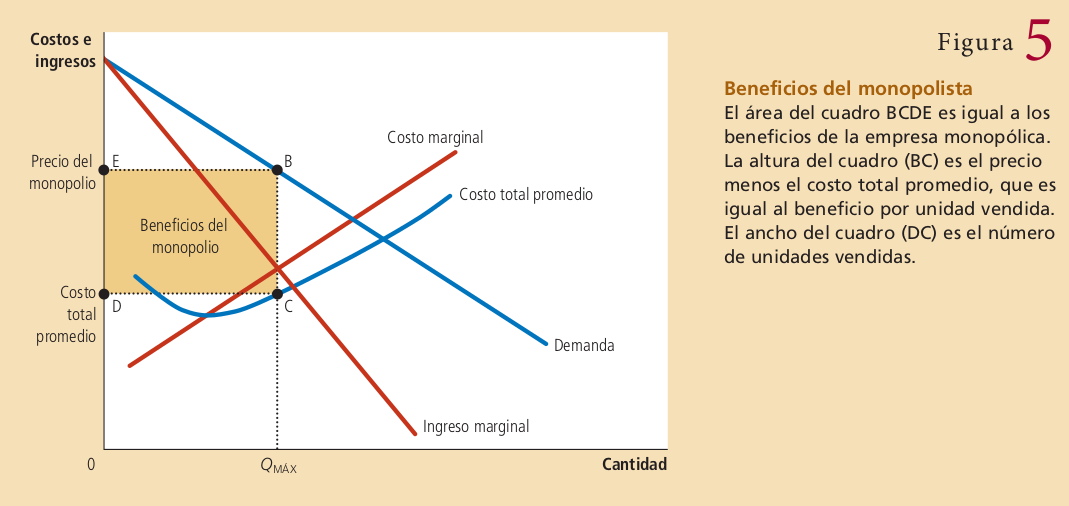 Costos e
ingresos
Costo marginal
Precio del
monopolio
E
B
Costo total promedio
Beneficios del
monopolio
Costo
total
promedio
D
C
Demanda
Ingreso marginal
0
QMÁX
Cantidad
Figura 5
Beneficios del monopolista
El área del cuadro BCDE es igual a los
beneficios de la empresa monopólica.
La altura del cuadro (BC) es el precio
menos el costo total promedio, que es
igual al beneficio por unidad vendida.
El ancho del cuadro (DC) es el número
de unidades vendidas.